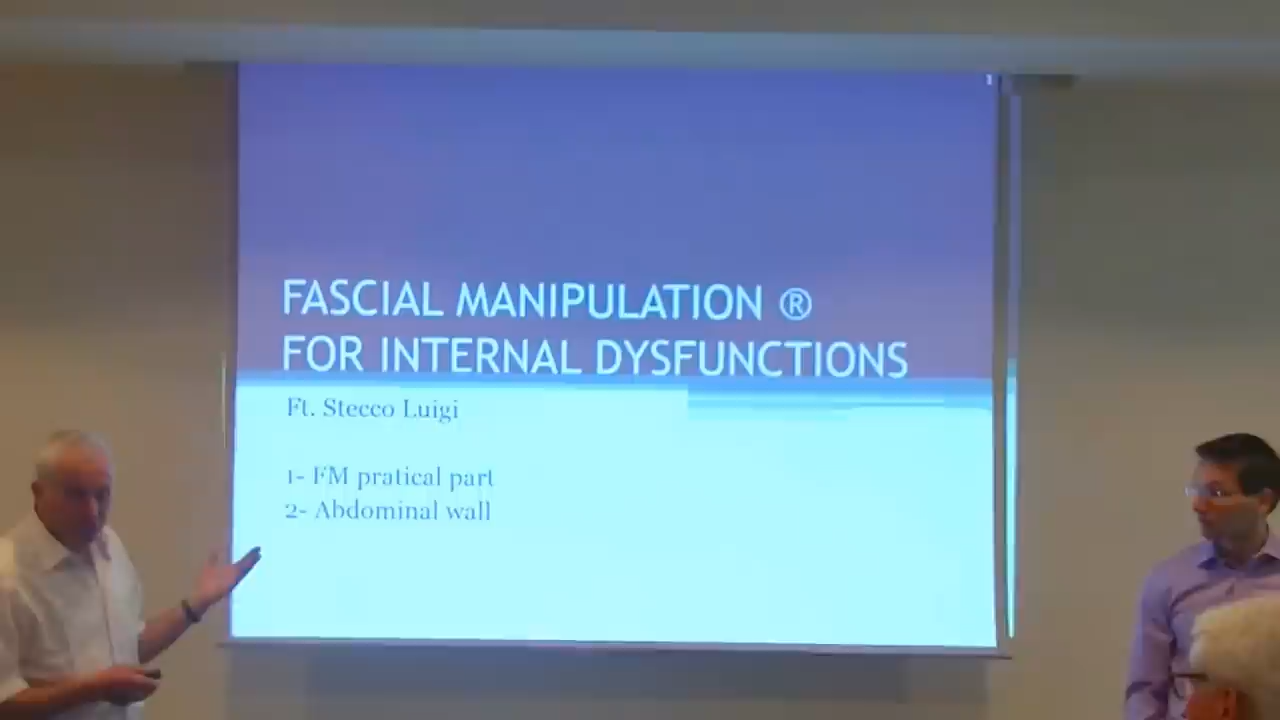 FASCIAL MANIPULATION ®
FOR INTERNAL DYSFUNCTIONS
Ft. Stecco Luigi
1- FM pratical part
2- Abdominal wall